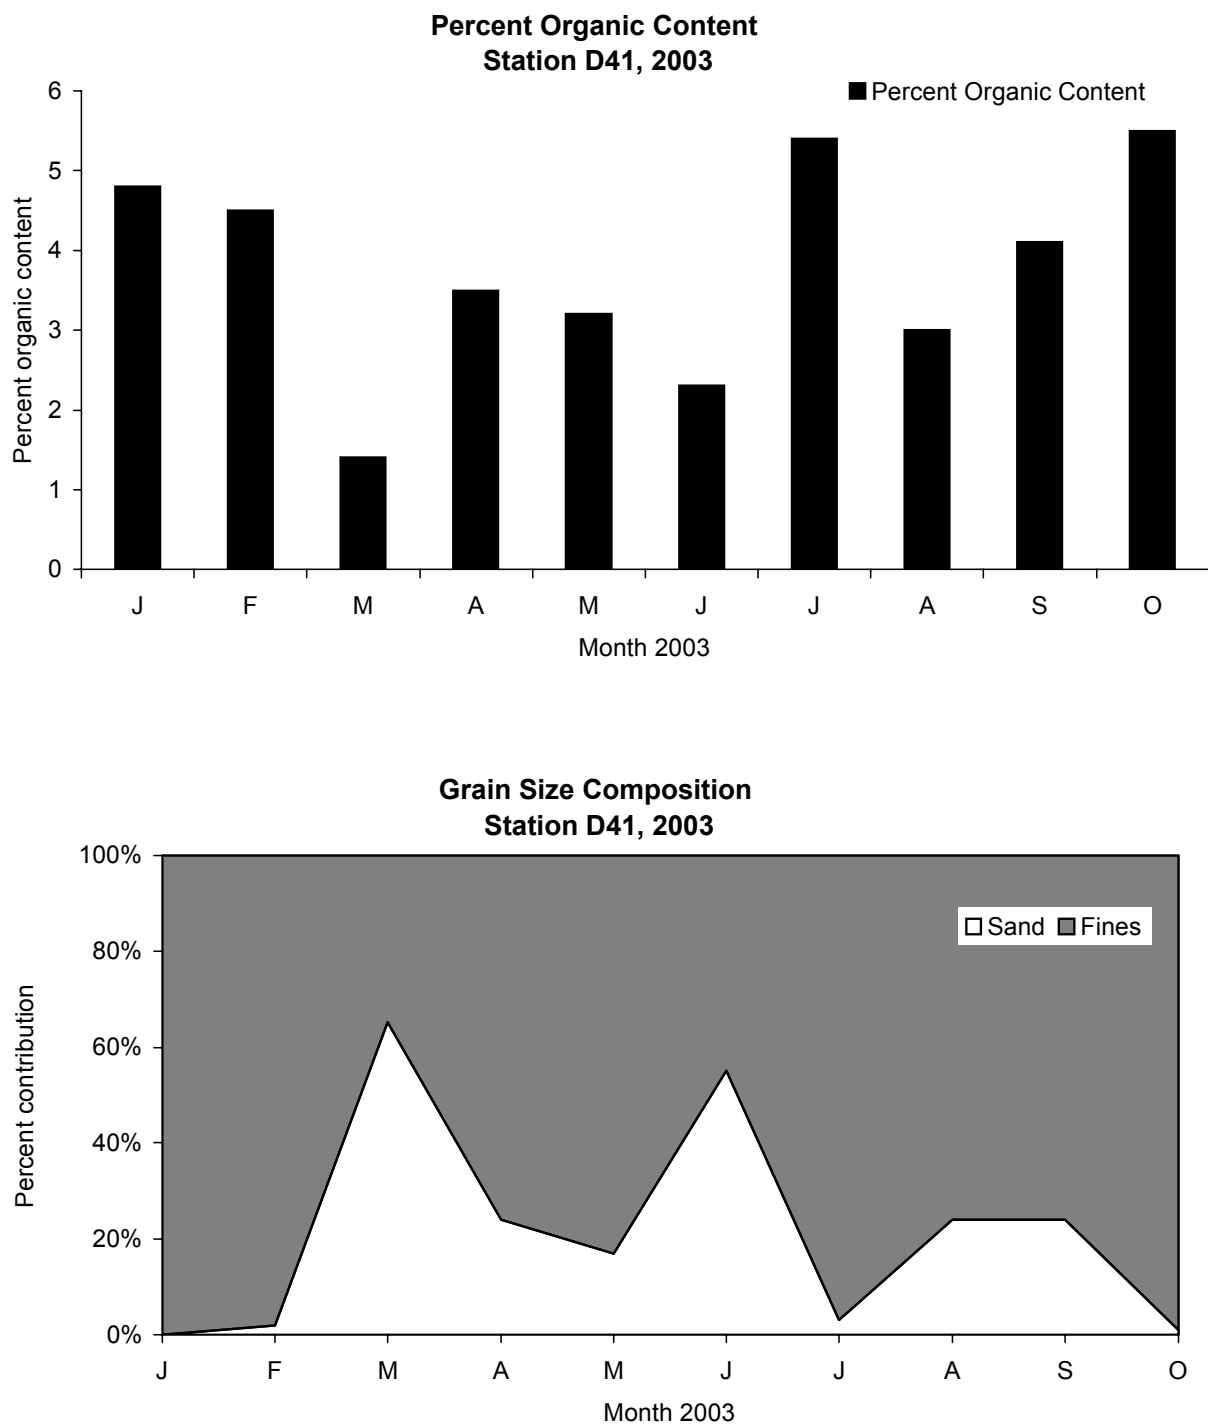 Percent Organic Content
Station D41, 2003
Percent Organic Content
6
5
4
3
2
1
0
Percent organic content
J F M A M J J A S O
Month 2003
Grain Size Composition
Station D41, 2003
100%
80%
60%
40%
20%
0%
Sand Fines
Percent contribution
J F M A M J J A S O
Month 2003